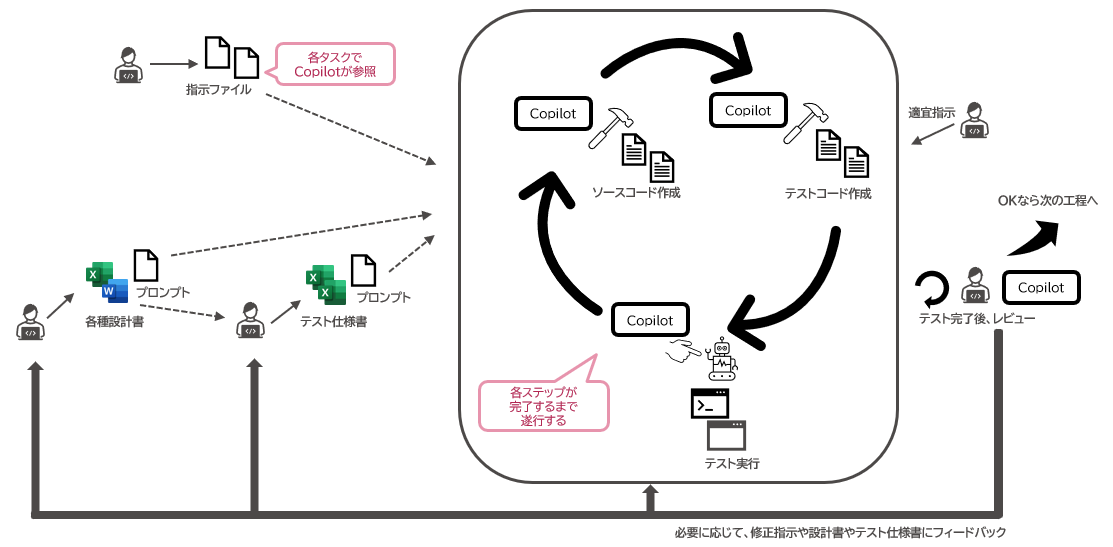 各タスクで
Copilotが参照
指示ファイル
Copilot
Copilot
適宜指示
ソースコード作成
テストコード作成
OKなら次の工程へ
X
W
プロンプト
各種設計書
X
X
プロンプト
テスト仕様書
Copilot
Copilot
テスト完了後、レビュー
各ステップが
完了するまで
遂行する
テスト実行
必要に応じて、修正指示や設計書やテスト仕様書にフィードバック